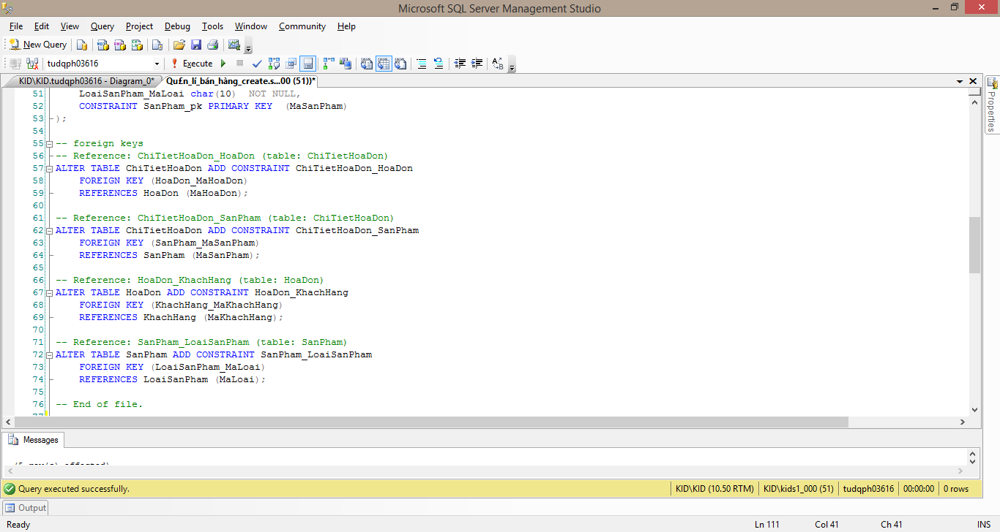 Microsoft SQL Server Management Studio
File Edit View Query Project Debug Tools Window Community Help
New Query
tudqph03616 Execute
KID\KID.tudqph03616 - Diagram_0* Qu£n_lí_bán_hàng_create.s...00 (51))*
Properties
51 LoaiSanPham_MaLoai char(10) NOT NULL,
52 CONSTRAINT SanPham_pk PRIMARY KEY (MaSanPham)
53 );
54
55 -- foreign keys
56 -- Reference: ChiTietHoaDon_HoaDon (table: ChiTietHoaDon)
57 ALTER TABLE ChiTietHoaDon ADD CONSTRAINT ChiTietHoaDon_HoaDon
58 FOREIGN KEY (HoaDon_MaHoaDon)
59 REFERENCES HoaDon (MaHoaDon);
60
61 -- Reference: ChiTietHoaDon_SanPham (table: ChiTietHoaDon)
62 ALTER TABLE ChiTietHoaDon ADD CONSTRAINT ChiTietHoaDon_SanPham
63 FOREIGN KEY (SanPham_MaSanPham)
64 REFERENCES SanPham (MaSanPham);
65
66 -- Reference: HoaDon_KhachHang (table: HoaDon)
67 ALTER TABLE HoaDon ADD CONSTRAINT HoaDon_KhachHang
68 FOREIGN KEY (KhachHang_MaKhachHang)
69 REFERENCES KhachHang (MaKhachHang);
70
71 -- Reference: SanPham_LoaiSanPham (table: SanPham)
72 ALTER TABLE SanPham ADD CONSTRAINT SanPham_LoaiSanPham
73 FOREIGN KEY (LoaiSanPham_MaLoai)
74 REFERENCES LoaiSanPham (MaLoai);
75
76 -- End of file.
Messages
Query executed successfully. KID\KID (10.50 RTM) KID\kids1_000 (51) tudqph03616 00:00:00 0 rows
Output
Ready Ln 111 Col 41 Ch 41 INS